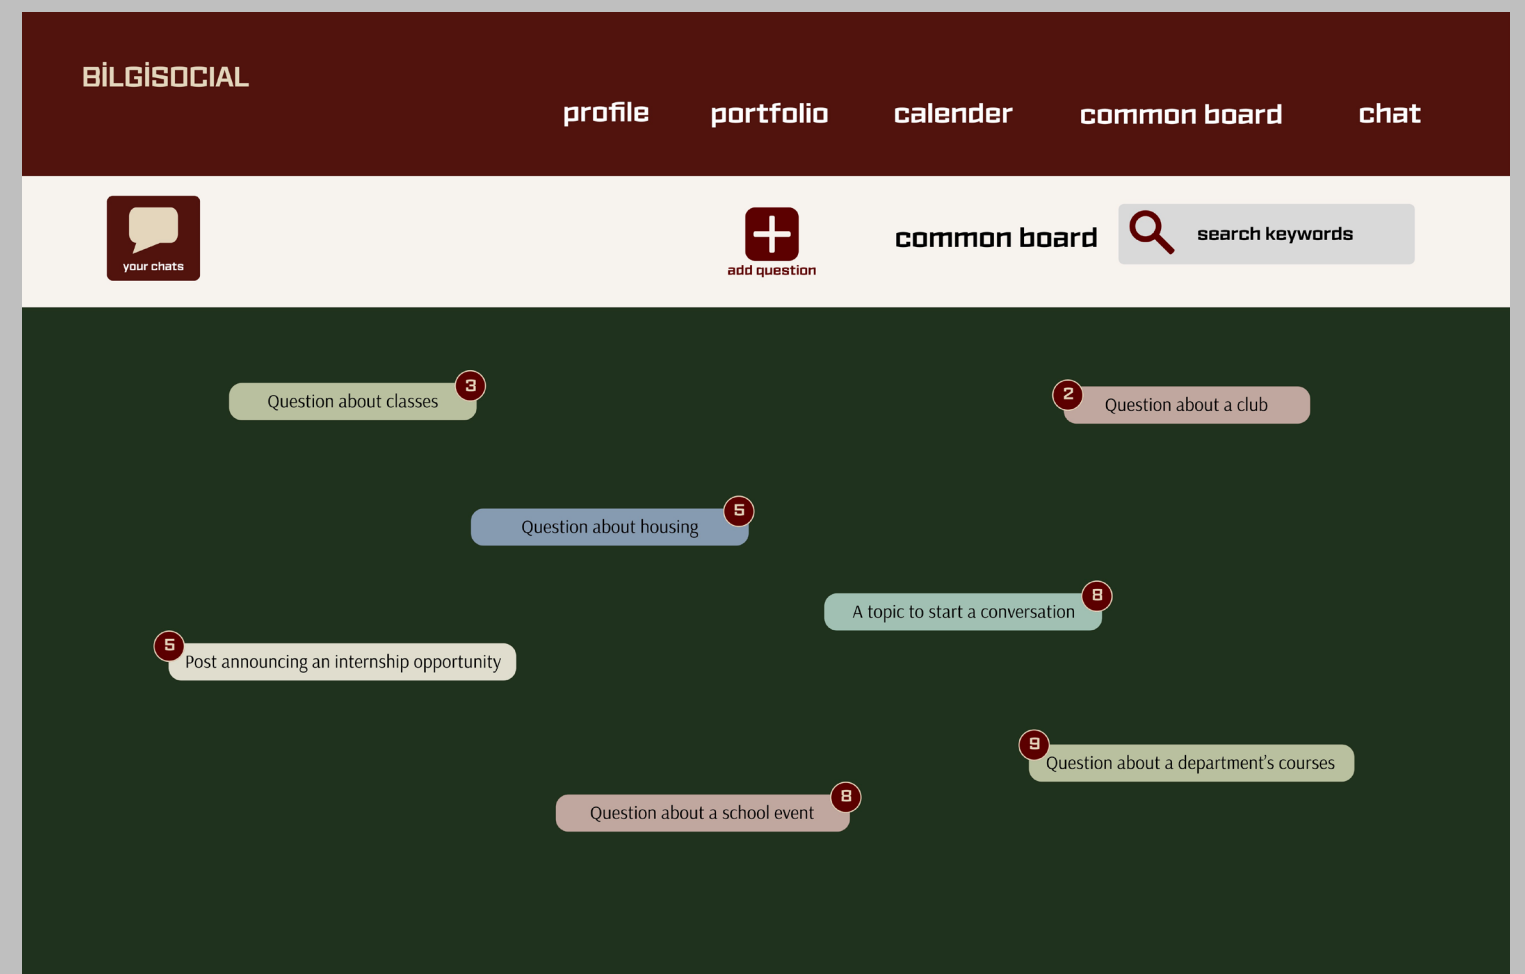 BİLGİSOCIAL
profile portfolio calender common board chat
your chats
add question
common board
search keywords
3
Question about classes
2
Question about a club
5
Question about housing
8
A topic to start a conversation
5
Post announcing an internship opportunity
9
Question about a department's courses
8
Question about a school event